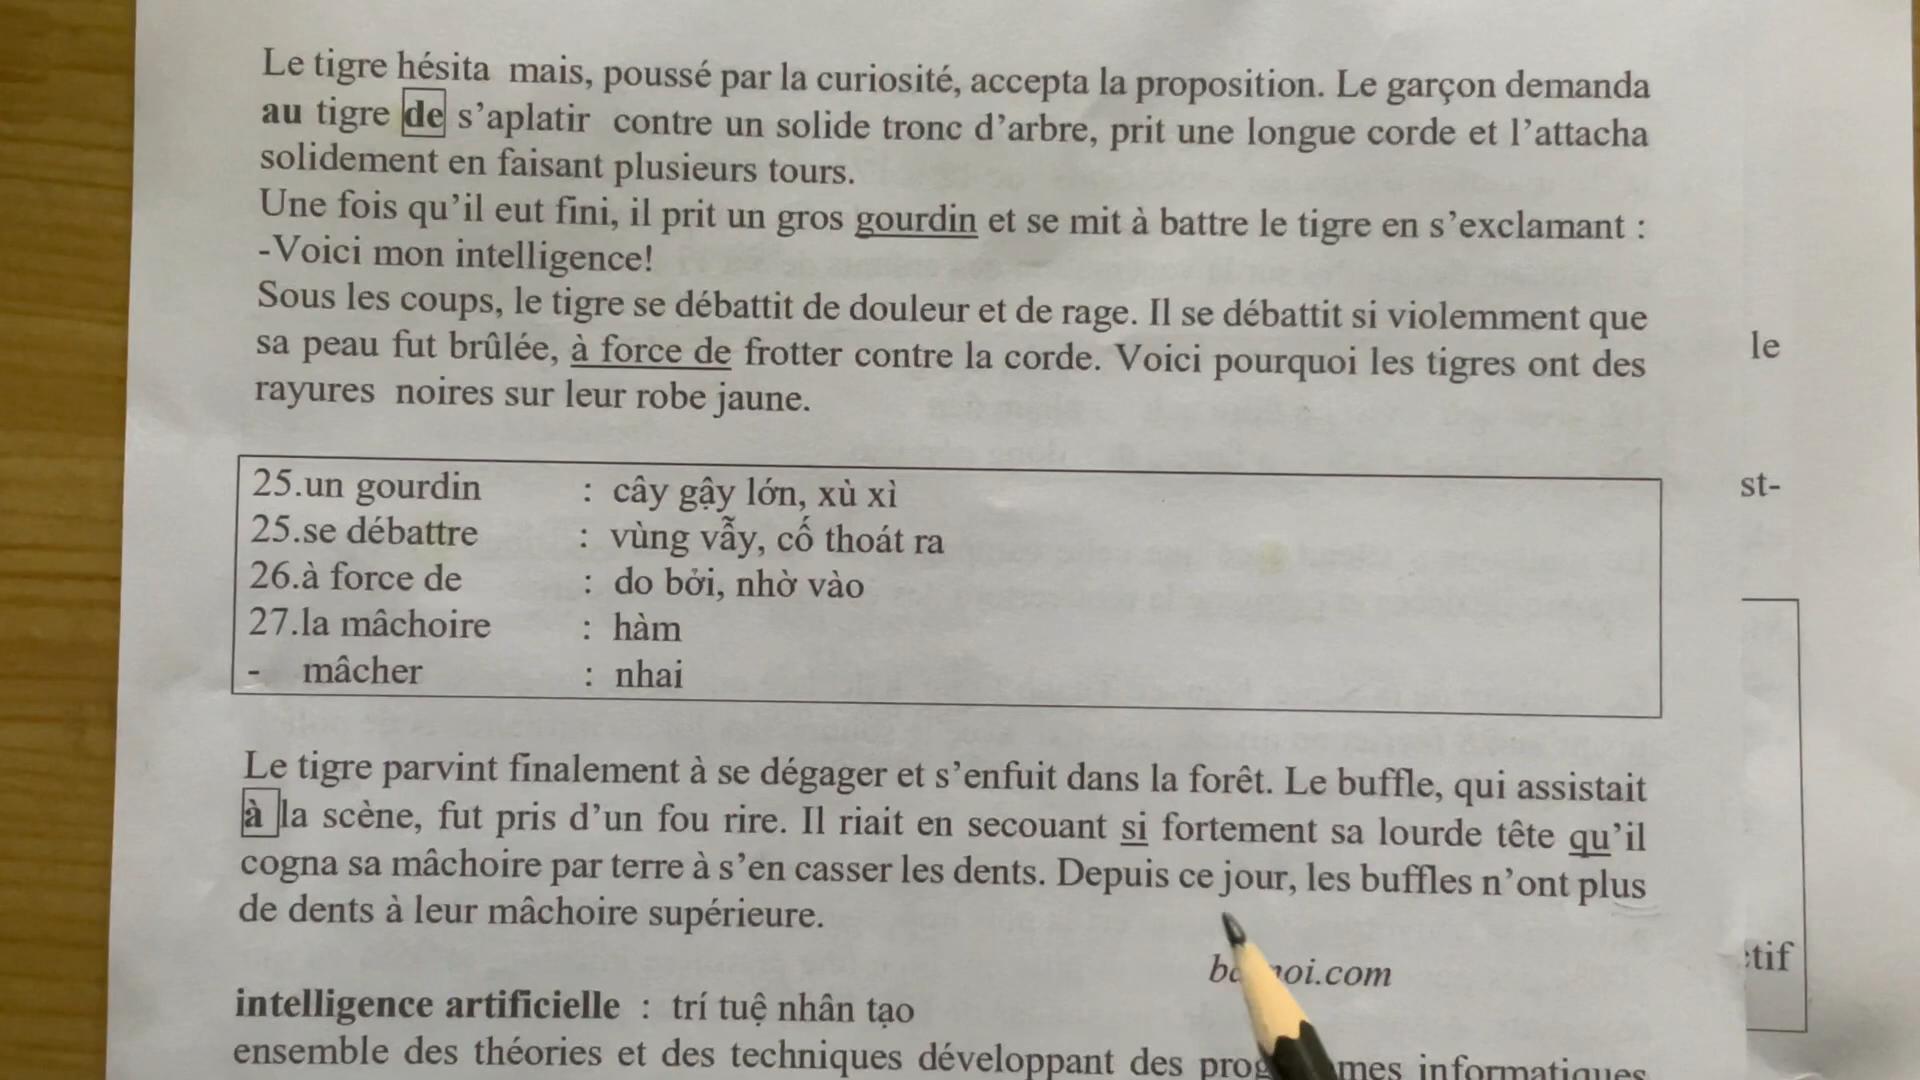 Le tigre hésita mais, poussé par la curiosité, accepta la proposition. Le garçon demanda
au tigre de s'aplatir contre un solide tronc d'arbre, prit une longue corde et l'attacha
solidement en faisant plusieurs tours.
Une fois qu'il eut fini, il prit un gros gourdin et se mit à battre le tigre en s'exclamant :
-Voici mon intelligence!
Sous les coups, le tigre se débattit de douleur et de rage. Il se débattit si violemment que
sa peau fut brûlée, à force de frotter contre la corde. Voici pourquoi les tigres ont des
rayures noires sur leur robe jaune.
le
25.un gourdin : cây gậy lớn, xù xì
25.se débattre : vùng vẫy, cố thoát ra
26.à force de : do bởi, nhờ vào
27.la mâchoire : hàm
- mâcher : nhai
st-
Le tigre parvint finalement à se dégager et s'enfuit dans la forêt. Le buffle, qui assistait
à la scène, fut pris d'un fou rire. Il riait en secouant si fortement sa lourde tête qu'il
cogna sa mâchoire par terre à s'en casser les dents. Depuis ce jour, les buffles n'ont plus
de dents à leur mâchoire supérieure.
intelligence artificielle : trí tuệ nhân tạo
ensemble des théories et des techniques développant des informatiques